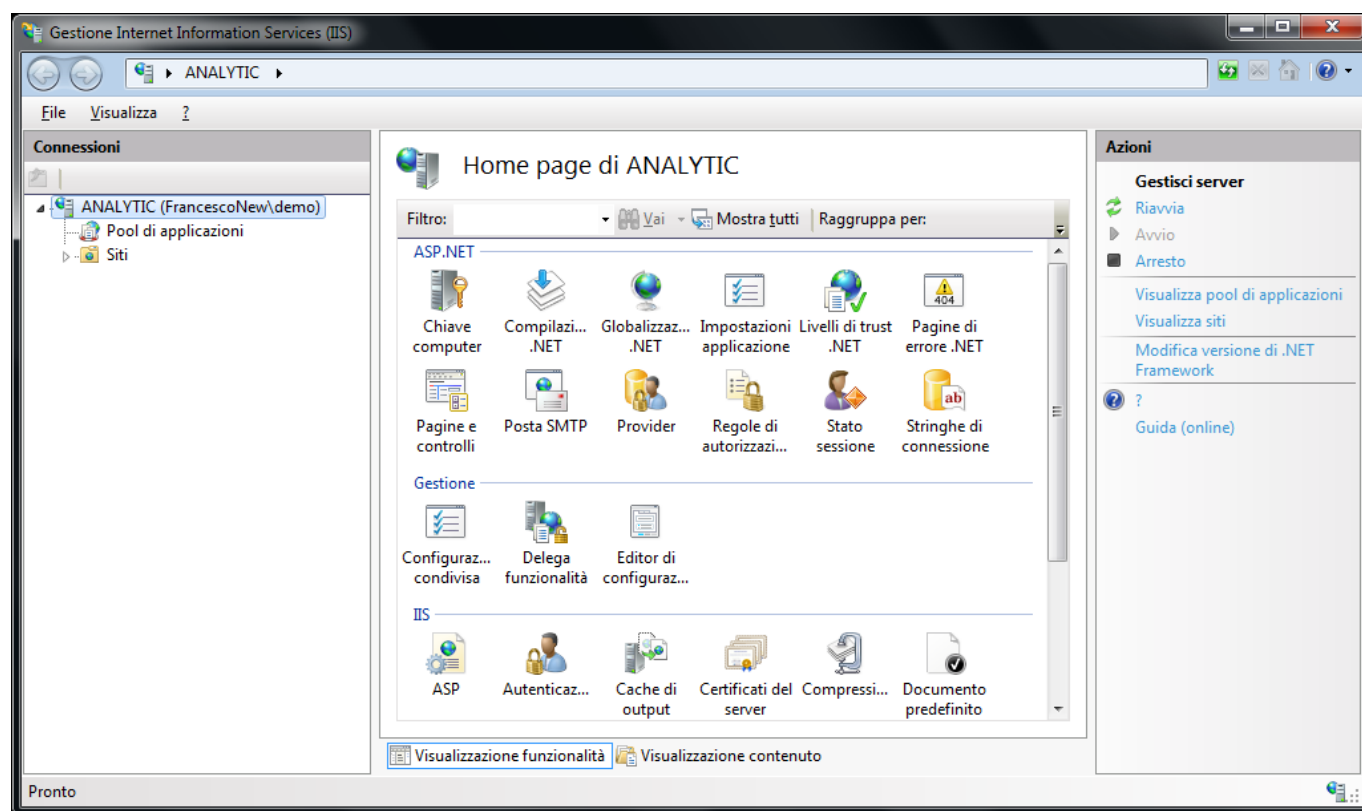 Gestione Internet Information Services (IIS)
ANALYTIC
File Visualizza ?
Connessioni
ANALYTIC (FrancescoNew\demo)
Pool di applicazioni
Siti
Home page di ANALYTIC
Filtro: Vai Mostra tutti Raggruppa per:
ASP.NET
Chiave computer
Compilazi... .NET
Globalizzaz... .NET
Impostazioni applicazione
Livelli di trust .NET
404
Pagine di errore .NET
Pagine e controlli
Posta SMTP
Provider
Regole di autorizzazi...
Stato sessione
ab
Stringhe di connessione
Gestione
Configuraz... condivisa
Delega funzionalità
Editor di configuraz...
IIS
ASP
Autenticaz...
Cache di output
Certificati del server
Compressi...
Documento predefinito
Visualizzazione funzionalità Visualizzazione contenuto
Azioni
Gestisci server
Riavvia
Avvio
Arresto
Visualizza pool di applicazioni
Visualizza siti
Modifica versione di .NET
Framework
?
Guida (online)
Pronto